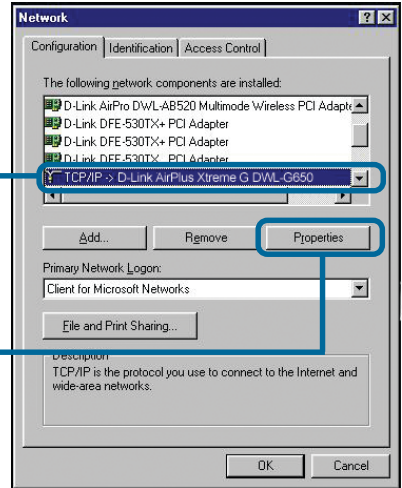 Network
Configuration Identification Access Control
The following network components are installed:
D-Link AirPro DWL-AB520 Multimode Wireless PCI Adapte
D-Link DFE-530TX+ PCI Adapter
D-Link DFE-530TX+ PCI Adapter
D-Link DFE-530TX+ PCI Adapter
TCP/IP -> D-Link AirPlus Xtreme G DWL-G650
Add... Remove Properties
Primary Network Logon:
Client for Microsoft Networks
File and Print Sharing...
Description
TCP/IP is the protocol you use to connect to the Internet and
wide-area networks.
OK Cancel